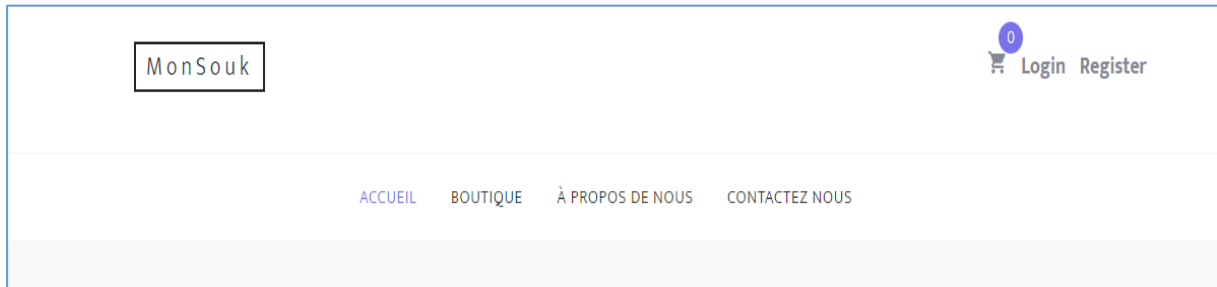 0
MonSouk Login Register
ACCUEIL BOUTIQUE À PROPOS DE NOUS CONTACTEZ NOUS